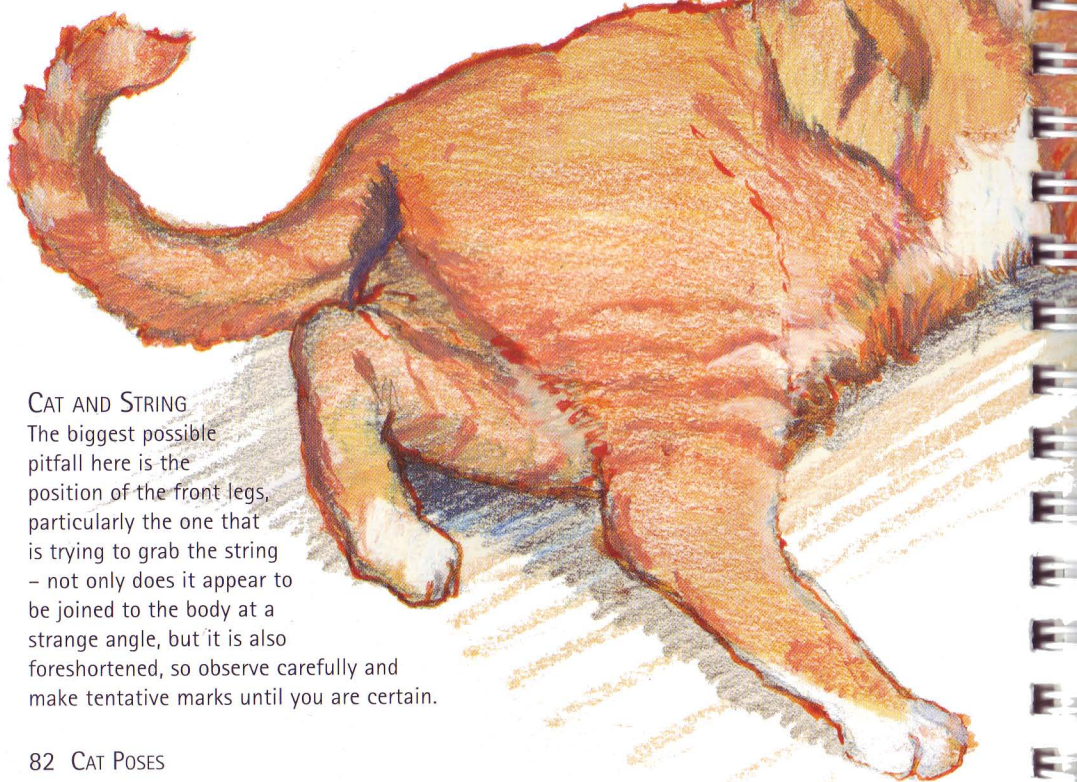 CAT AND STRING
The biggest possible
pitfall here is the
position of the front legs,
particularly the one that
is trying to grab the string
– not only does it appear to
be joined to the body at a
strange angle, but it is also
foreshortened, so observe carefully and
make tentative marks until you are certain.
82 CAT POSES